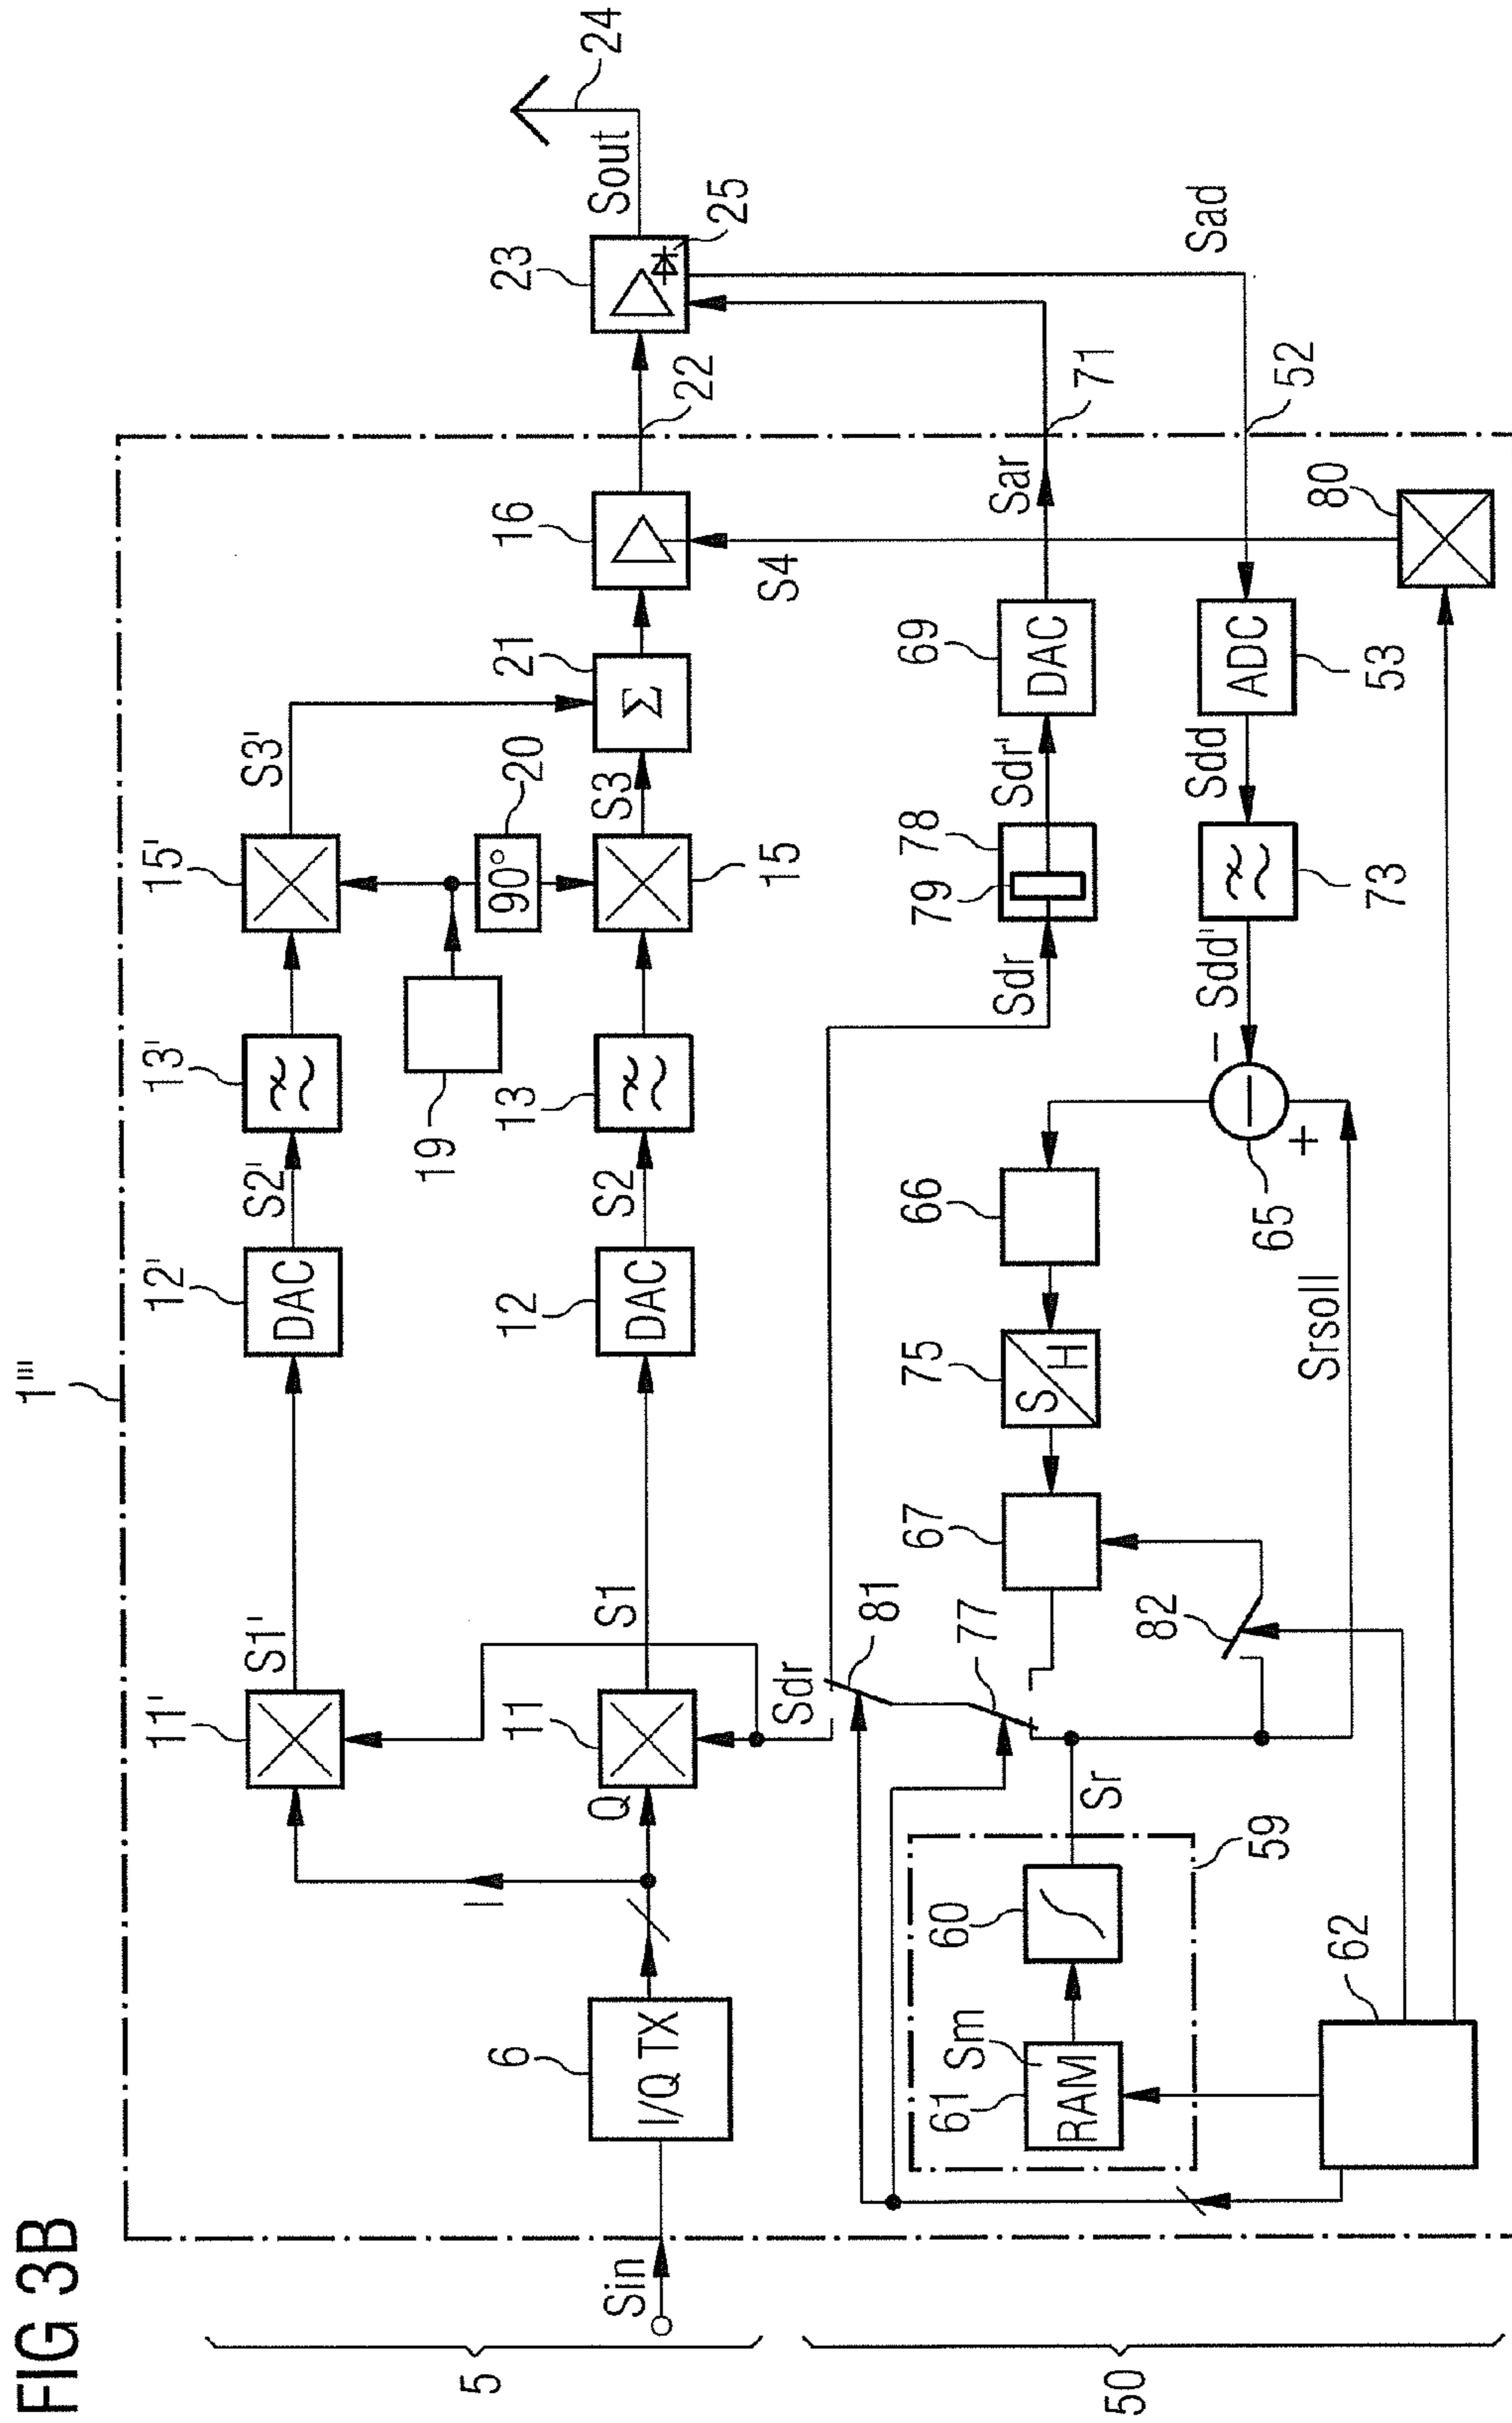 FIG 3B
1'''
5
50
Sin
6
I/Q TX
I
Q
11'
S1'
12'
DAC
S2'
13'
15'
S3'
19
20
90°
11
S1
12
DAC
S2
13
15
S3
21
Σ
16
22
23
25
Sout
24
Sdr
81
77
Sdr
79
78
Sdr'
69
DAC
Sar
71
S4
Sad
52
59
61
RAM
Sm
60
Sr
67
75
S
H
66
65
−
+
Sdd'
73
Sdd
53
ADC
80
82
Srsoll
62